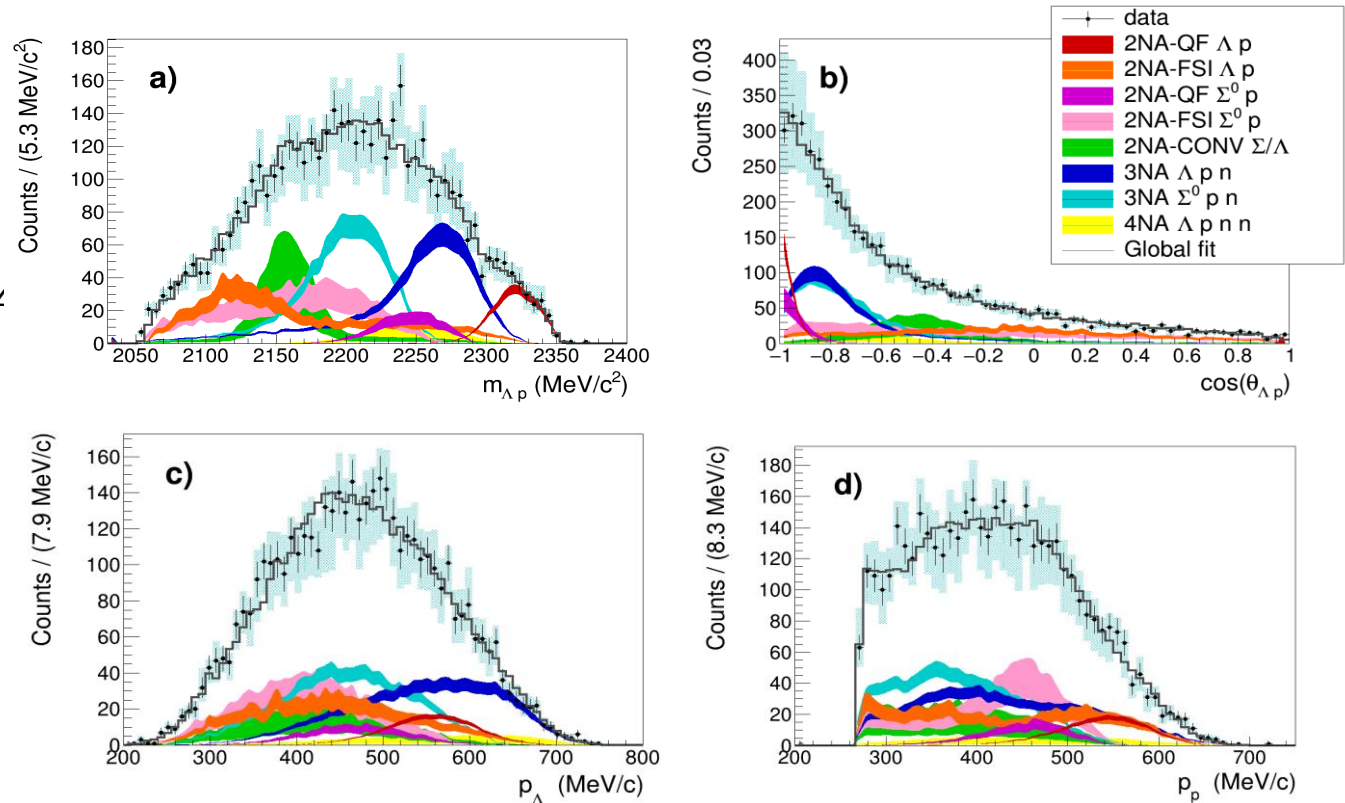 a)
Counts / (5.3 MeV/c²)
180
160
140
120
100
80
60
40
20
0
2050 2100 2150 2200 2250 2300 2350 2400
m Λ p (MeV/c²)
b)
Counts / 0.03
400
350
300
250
200
150
100
50
0
−1 −0.8 −0.6 −0.4 −0.2 0 0.2 0.4 0.6 0.8 1
cos(θ Λ p)
data
2NA-QF Λ p
2NA-FSI Λ p
2NA-QF Σ⁰ p
2NA-FSI Σ⁰ p
2NA-CONV Σ/Λ
3NA Λ p n
3NA Σ⁰ p n
4NA Λ p n n
Global fit
c)
Counts / (7.9 MeV/c)
160
140
120
100
80
60
40
20
0
200 300 400 500 600 700 800
p Λ (MeV/c)
d)
Counts / (8.3 MeV/c)
180
160
140
120
100
80
60
40
20
0
200 300 400 500 600 700
p p (MeV/c)